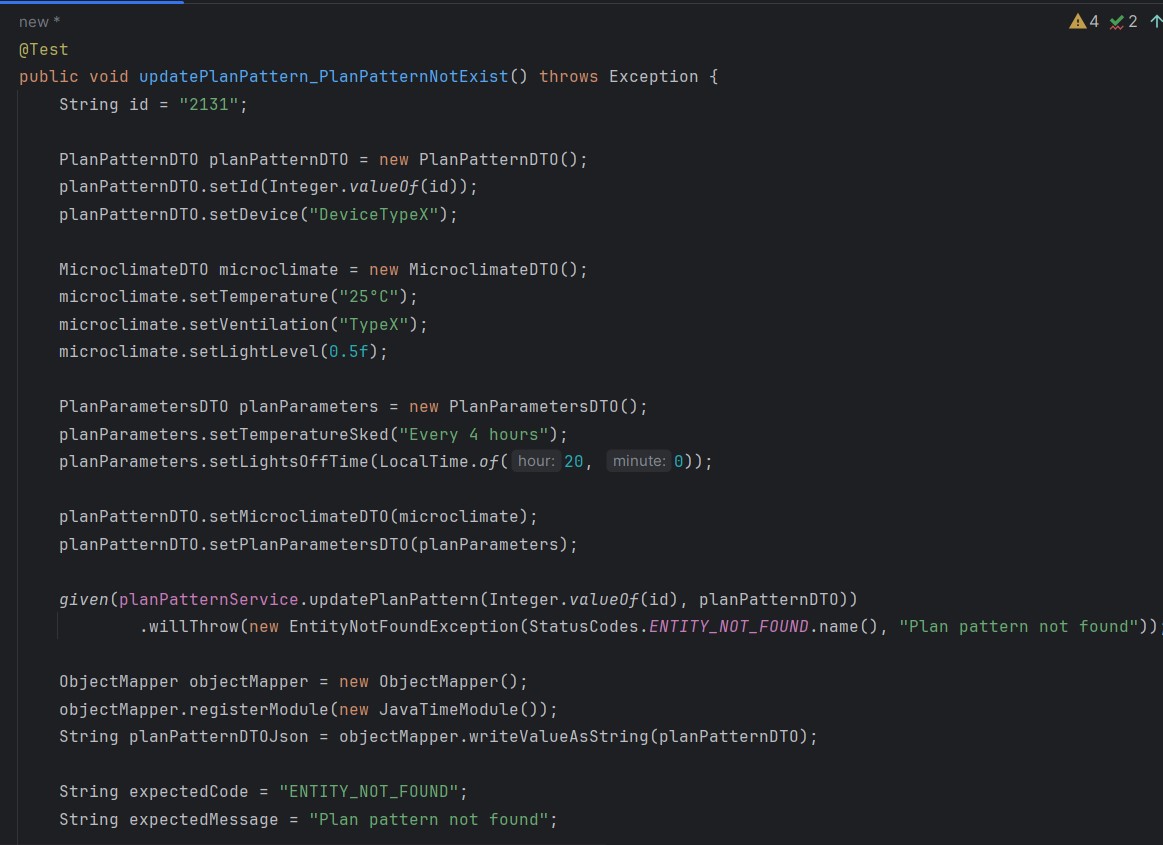 new *
4 2
@Test
public void updatePlanPattern_PlanPatternNotExist() throws Exception {
String id = "2131";
PlanPatternDTO planPatternDTO = new PlanPatternDTO();
planPatternDTO.setId(Integer.valueOf(id));
planPatternDTO.setDevice("DeviceTypeX");
MicroclimateDTO microclimate = new MicroclimateDTO();
microclimate.setTemperature("25°C");
microclimate.setVentilation("TypeX");
microclimate.setLightLevel(0.5f);
PlanParametersDTO planParameters = new PlanParametersDTO();
planParameters.setTemperatureSked("Every 4 hours");
planParameters.setLightsOffTime(LocalTime.of( hour: 20, minute: 0));
planPatternDTO.setMicroclimateDTO(microclimate);
planPatternDTO.setPlanParametersDTO(planParameters);
given(planPatternService.updatePlanPattern(Integer.valueOf(id), planPatternDTO))
.willThrow(new EntityNotFoundException(StatusCodes.ENTITY_NOT_FOUND.name(), "Plan pattern not found"));
ObjectMapper objectMapper = new ObjectMapper();
objectMapper.registerModule(new JavaTimeModule());
String planPatternDTOJson = objectMapper.writeValueAsString(planPatternDTO);
String expectedCode = "ENTITY_NOT_FOUND";
String expectedMessage = "Plan pattern not found";